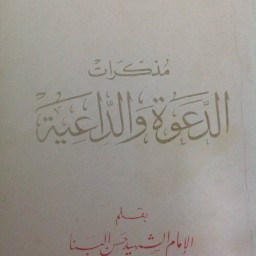 مذكرات
الدعوة والداعية
بقلم
الإمام الشهيد حسن البنا